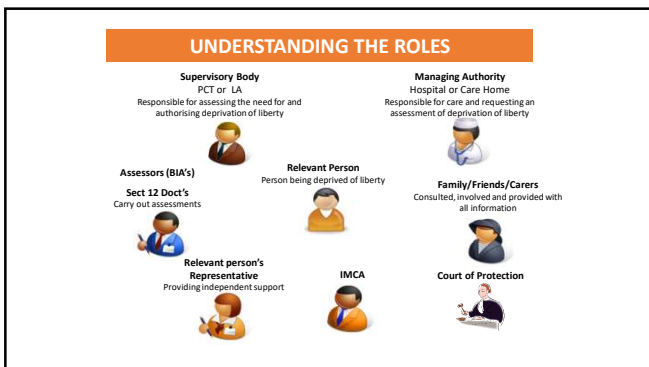 UNDERSTANDING THE ROLES
Supervisory Body
PCT or LA
Responsible for assessing the need for and
authorising deprivation of liberty
Managing Authority
Hospital or Care Home
Responsible for care and requesting an
assessment of deprivation of liberty
Assessors (BIA's)
Sect 12 Doct's
Carry out assessments
Relevant Person
Person being deprived of liberty
Family/Friends/Carers
Consulted, involved and provided with
all information
Relevant person's
Representative
Providing independent support
IMCA
Court of Protection